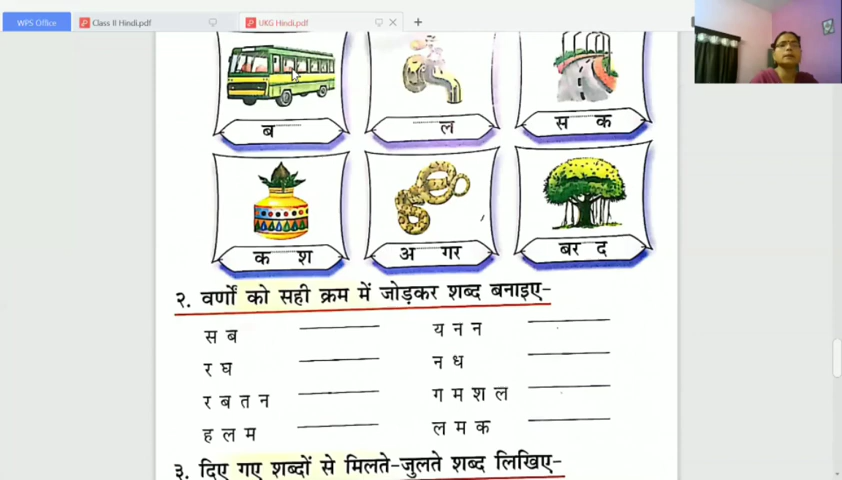 WPS Office Class II Hindi.pdf UKG Hindi.pdf
ब ल स क
क श अ गर बर द
२. वर्णों को सही क्रम में जोड़कर शब्द बनाइए-
स ब य न न
र घ न ध
र ब त न ग म श ल
ह ल म ल म क
३. दिए गए शब्दों से मिलते-जुलते शब्द लिखिए-